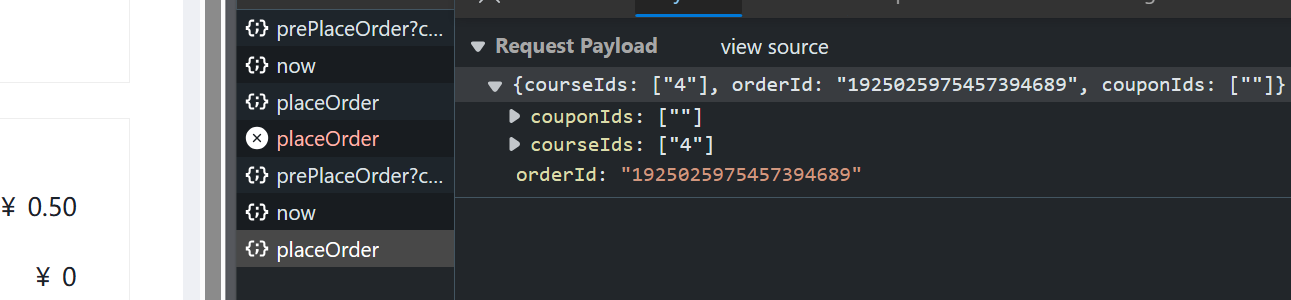 prePlaceOrder?c...
now
placeOrder
placeOrder
prePlaceOrder?c...
now
placeOrder
¥ 0.50
¥ 0
Request Payload view source
{courseIds: ["4"], orderId: "1925025975457394689", couponIds: [""]}
couponIds: [""]
courseIds: ["4"]
orderId: "1925025975457394689"